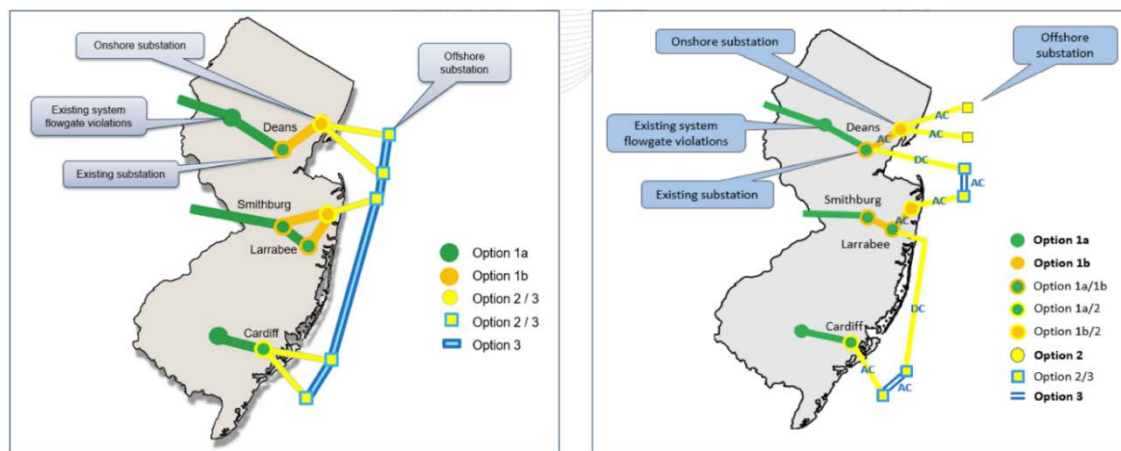 Onshore substation
Offshore
substation
Existing system
flowgate violations
Deans
Existing substation
Smithburg
Larrabee
Cardiff
Option 1a
Option 1b
Option 2 / 3
Option 2 / 3
Option 3
Onshore substation
Offshore
substation
Existing system
flowgate violations
Deans
AC
AC
AC
DC
Existing substation
AC
Smithburg
AC
AC
Larrabee
DC
Cardiff
AC
AC
Option 1a
Option 1b
Option 1a/1b
Option 1a/2
Option 1b/2
Option 2
Option 2/3
Option 3